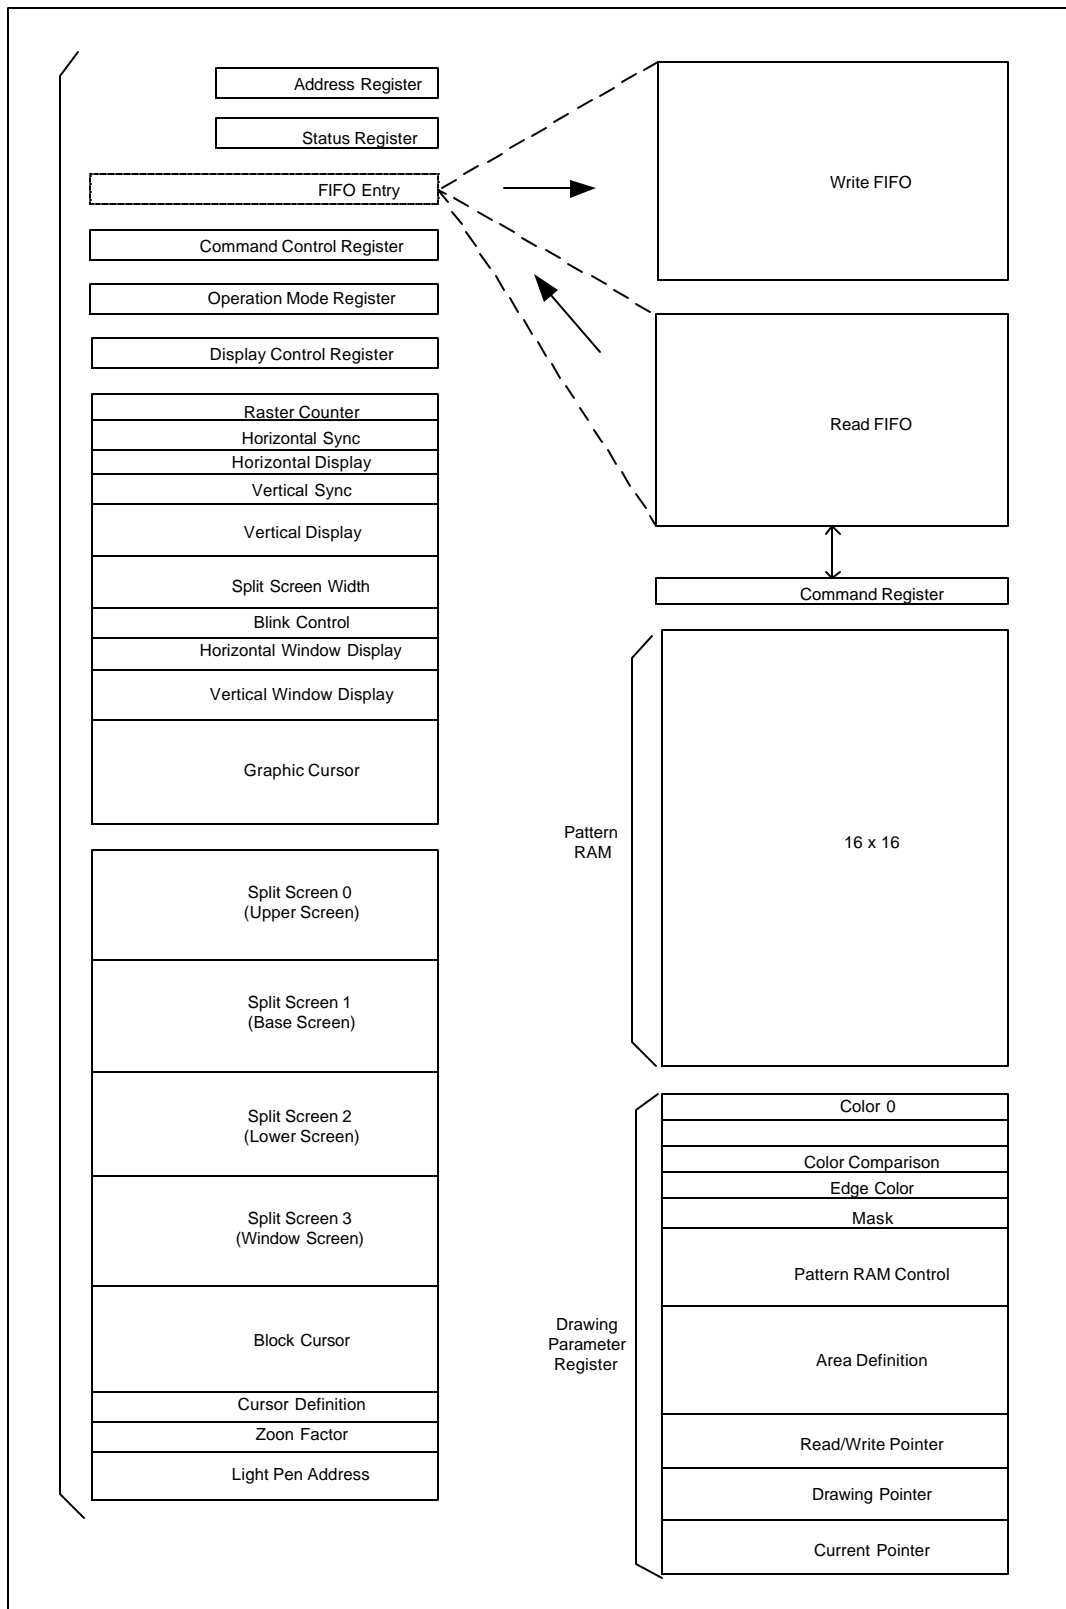 Address Register
Status Register
FIFO Entry
Command Control Register
Operation Mode Register
Display Control Register
Raster Counter
Horizontal Sync
Horizontal Display
Vertical Sync
Vertical Display
Split Screen Width
Blink Control
Horizontal Window Display
Vertical Window Display
Graphic Cursor
Split Screen 0
(Upper Screen)
Split Screen 1
(Base Screen)
Split Screen 2
(Lower Screen)
Split Screen 3
(Window Screen)
Block Cursor
Cursor Definition
Zoon Factor
Light Pen Address
Write FIFO
Read FIFO
Command Register
Pattern
RAM
16 x 16
Drawing
Parameter
Register
Color 0
Color Comparison
Edge Color
Mask
Pattern RAM Control
Area Definition
Read/Write Pointer
Drawing Pointer
Current Pointer